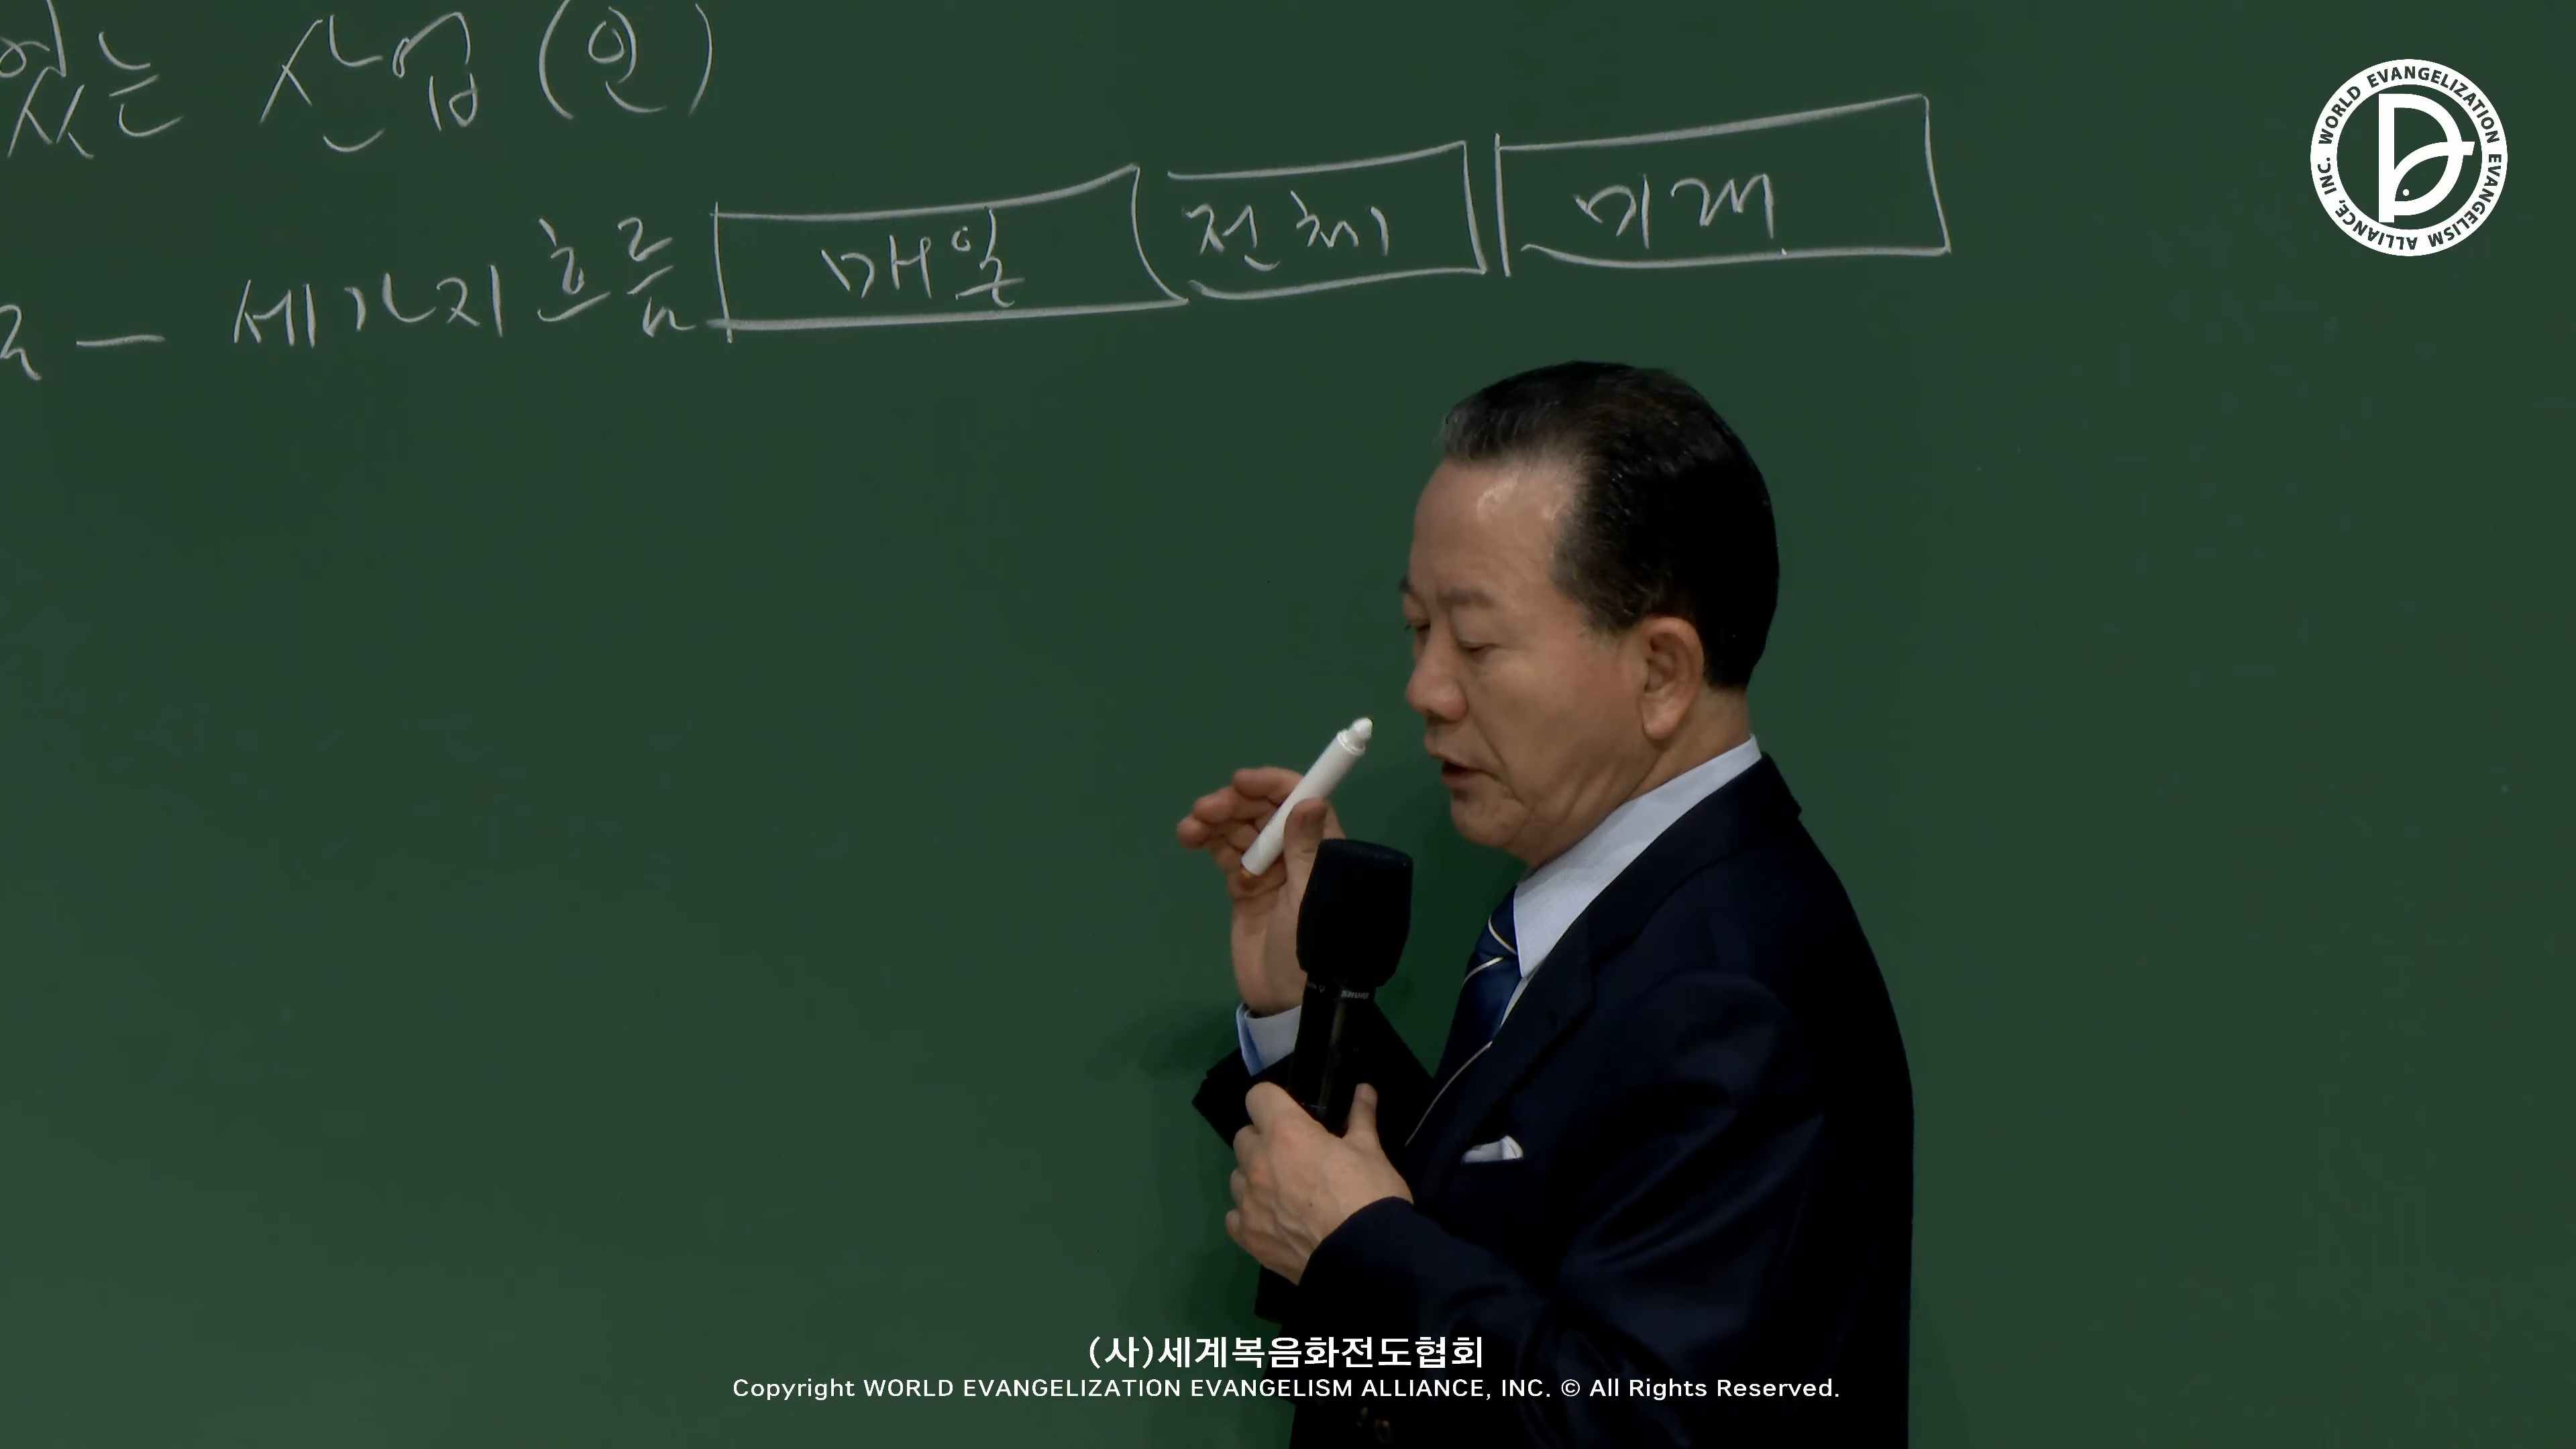 있는 산업(인)
— 세가지 흐름 매일 전체 미래
WORLD EVANGELIZATION EVANGELISM ALLIANCE, INC.
SHURE
(사)세계복음화전도협회
Copyright WORLD EVANGELIZATION EVANGELISM ALLIANCE, INC. © All Rights Reserved.